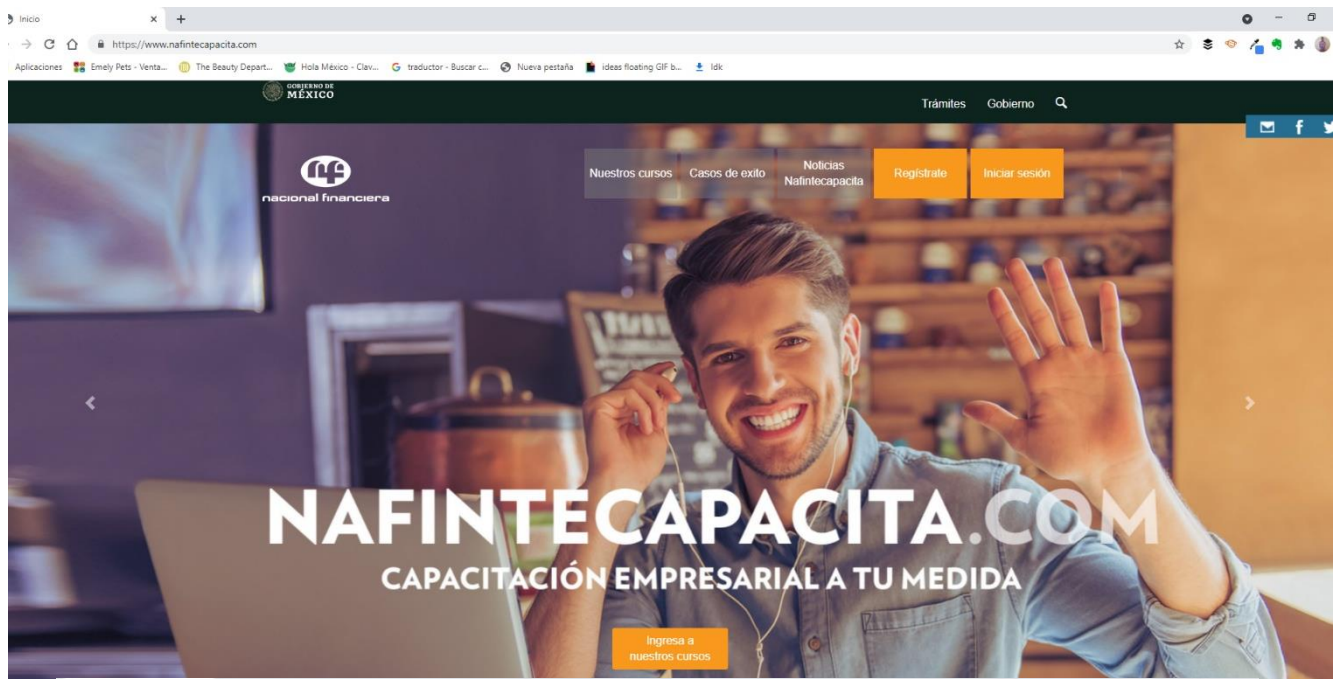 Inicio
https://www.nafintecapacita.com
Aplicaciones Emely Pets - Venta... The Beauty Depart... Hola México - Clav... traductor - Buscar c... Nueva pestaña ideas floating GIF b... Idk
GOBIERNO DE
MÉXICO
Trámites Gobierno
nacional financiera
Nuestros cursos Casos de exito Noticias
Nafintecapacita
Regístrate Iniciar sesión
NAFINTECAPACITA.COM
CAPACITACIÓN EMPRESARIAL A TU MEDIDA
Ingresa a
nuestros cursos